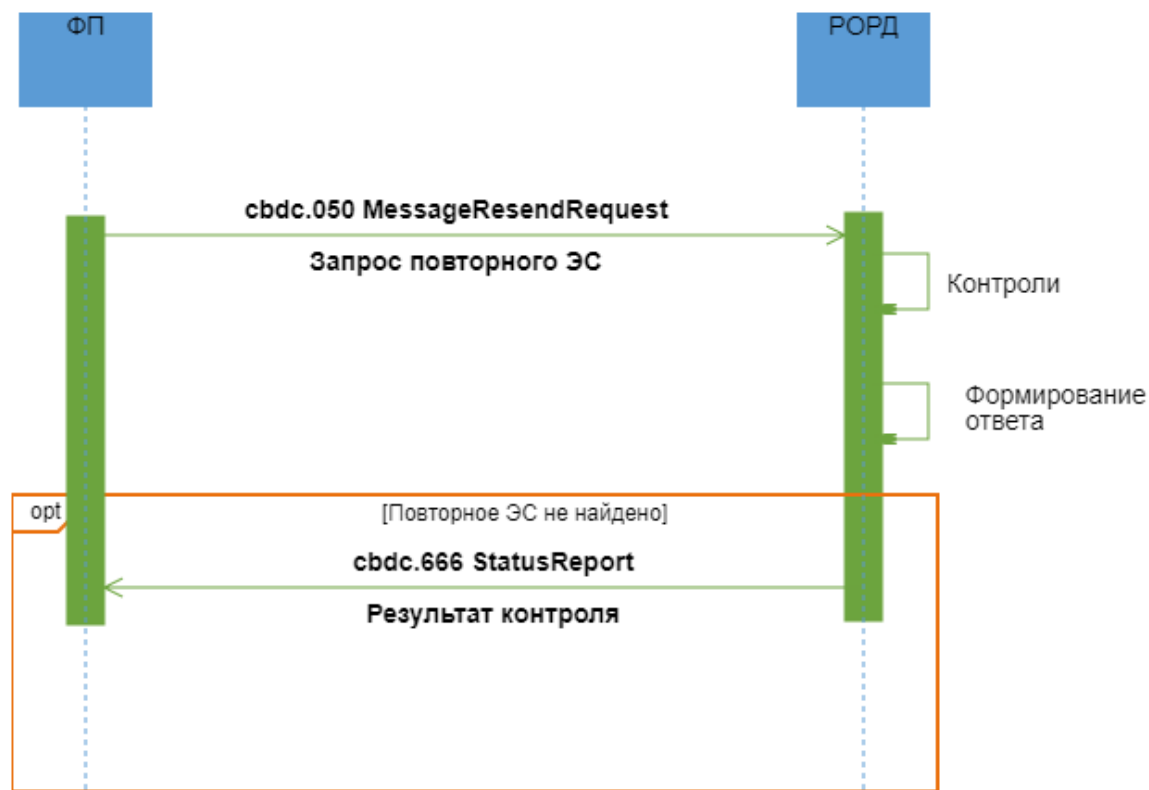 ФП
РОРД
cbdc.050 MessageResendRequest
Запрос повторного ЭС
Контроли
Формирование
ответа
opt
[Повторное ЭС не найдено]
cbdc.666 StatusReport
Результат контроля